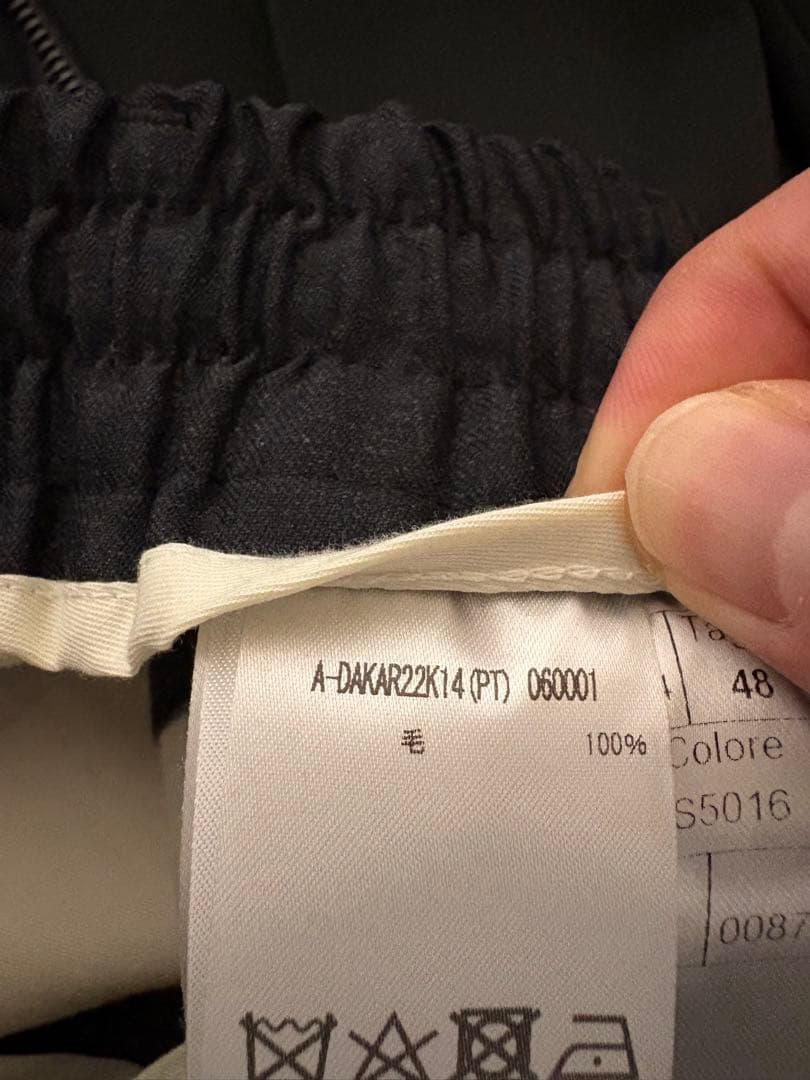 A-DAKAR22K14(PT) 060001
毛 100%
48
Colore
S5016
0087